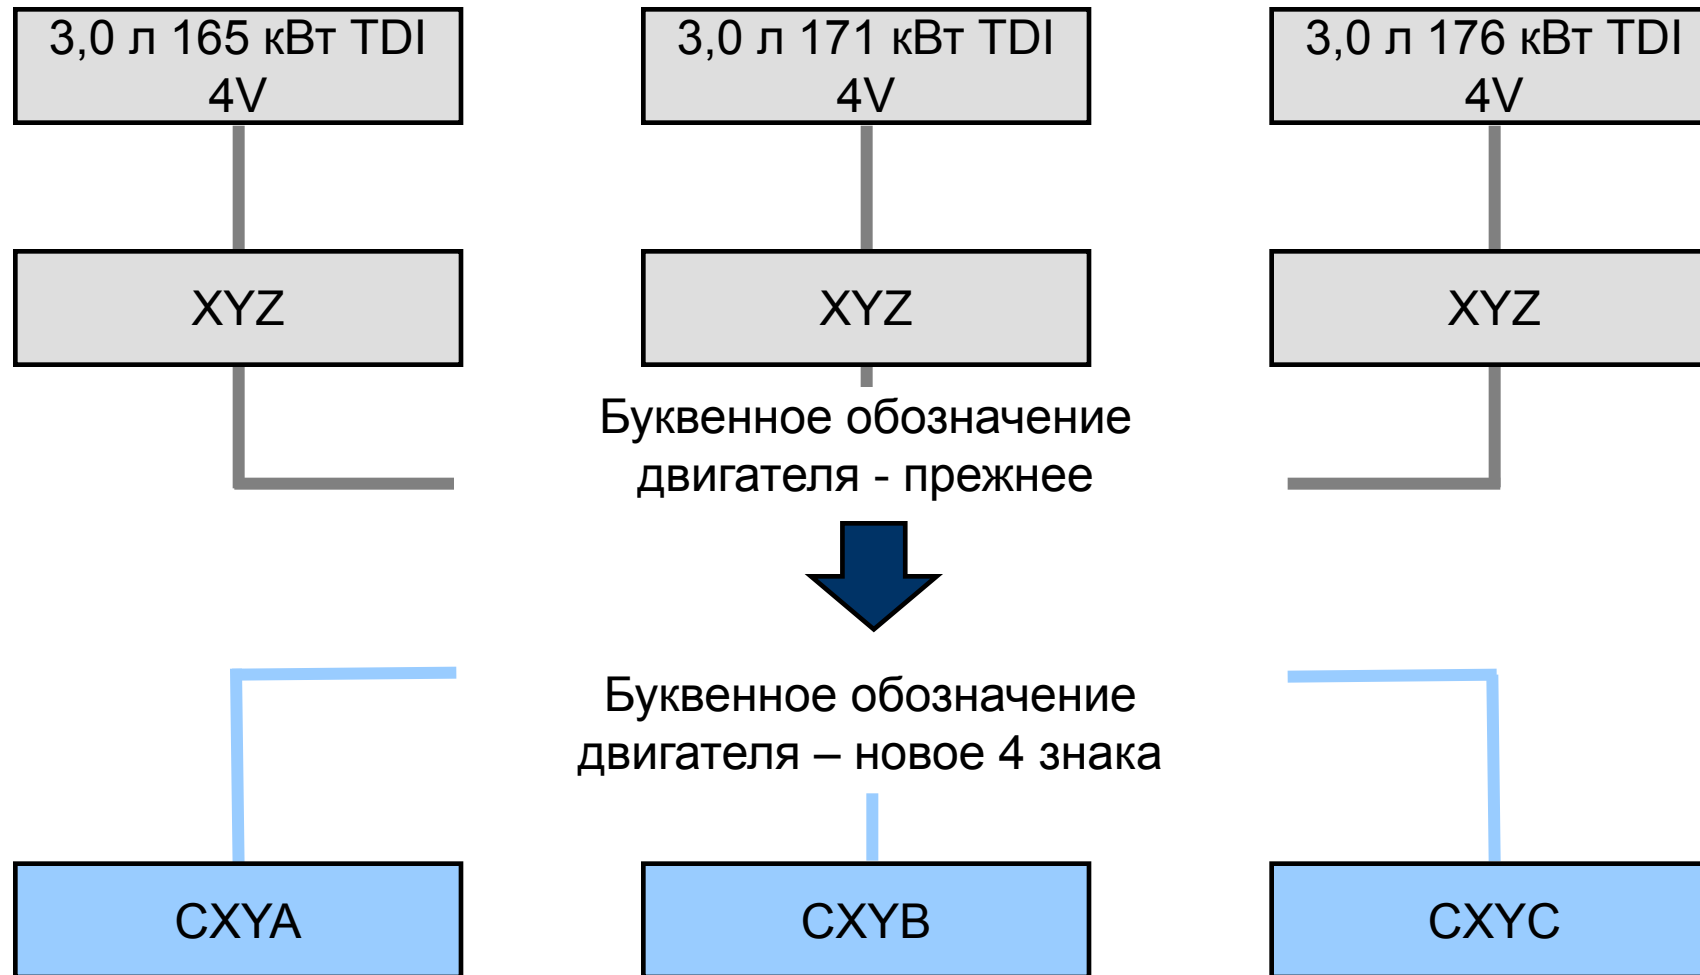 3,0 л 165 кВт TDI
4V
3,0 л 171 кВт TDI
4V
3,0 л 176 кВт TDI
4V
XYZ
XYZ
XYZ
Буквенное обозначение
двигателя - прежнее
Буквенное обозначение
двигателя – новое 4 знака
CXYA
CXYB
CXYC